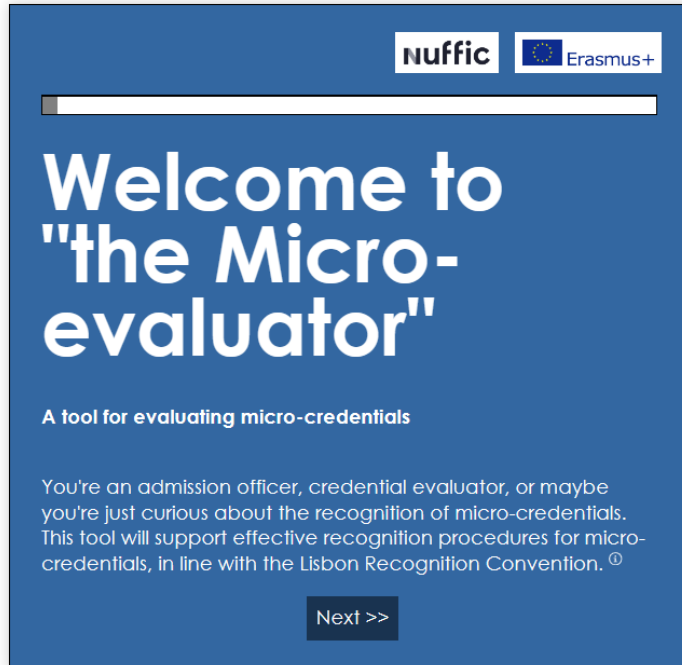 Nuffic
Erasmus+
Welcome to
"the Micro-
evaluator"
A tool for evaluating micro-credentials
You're an admission officer, credential evaluator, or maybe
you're just curious about the recognition of micro-credentials.
This tool will support effective recognition procedures for micro-
credentials, in line with the Lisbon Recognition Convention. ⓘ
Next >>